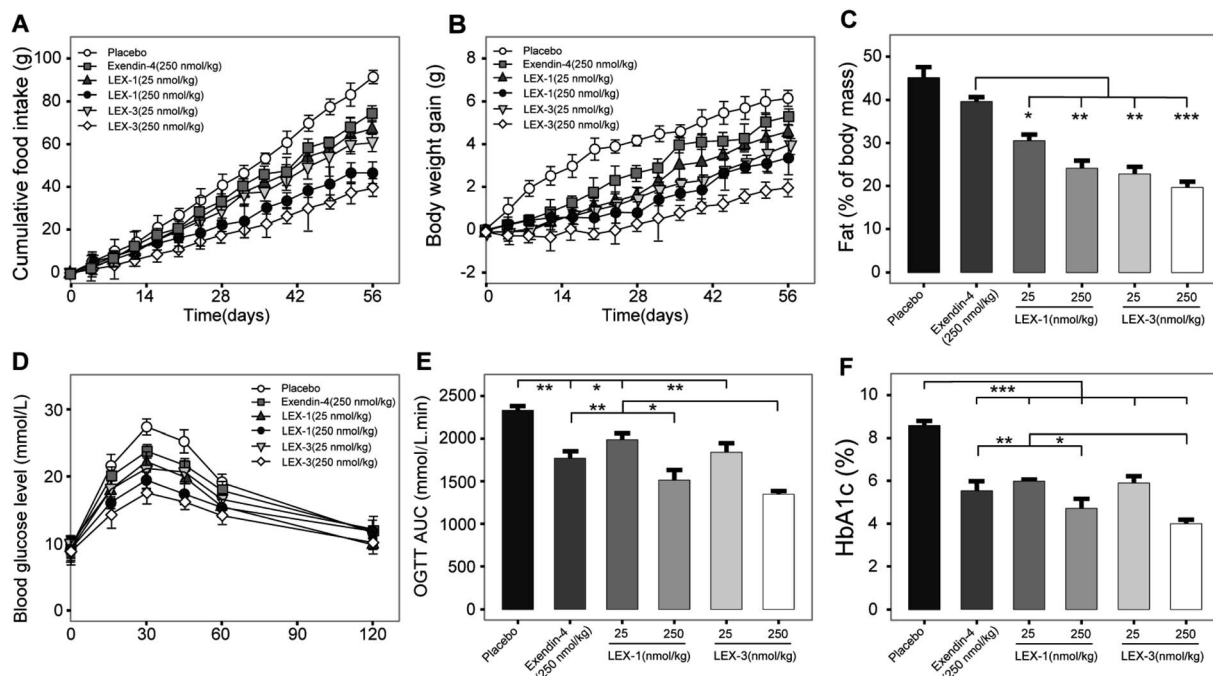 A
Cumulative food intake (g)
100
80
60
40
20
0
Placebo
Exendin-4(250 nmol/kg)
LEX-1(25 nmol/kg)
LEX-1(250 nmol/kg)
LEX-3(25 nmol/kg)
LEX-3(250 nmol/kg)
0 14 28 42 56
Time(days)
B
Body weight gain (g)
8
6
4
2
0
-2
Placebo
Exendin-4(250 nmol/kg)
LEX-1(25 nmol/kg)
LEX-1(250 nmol/kg)
LEX-3(25 nmol/kg)
LEX-3(250 nmol/kg)
0 14 28 42 56
Time(days)
C
Fat (% of body mass)
50
40
30
20
10
0
* ** ** ***
Placebo
Exendin-4
(250 nmol/kg)
25 250 25 250
LEX-1(nmol/kg) LEX-3(nmol/kg)
D
Blood glucose level (mmol/L)
30
20
10
0
Placebo
Exendin-4(250 nmol/kg)
LEX-1(25 nmol/kg)
LEX-1(250 nmol/kg)
LEX-3(25 nmol/kg)
LEX-3(250 nmol/kg)
0 30 60 90 120
E
OGTT AUC (mmol/L.min)
2500
2000
1500
1000
500
0
** * **
** *
Placebo
Exendin-4
(250 nmol/kg)
25 250 25 250
LEX-1(nmol/kg) LEX-3(nmol/kg)
F
HbA1c (%)
10
8
6
4
2
0
***
** *
Placebo
Exendin-4
(250 nmol/kg)
25 250 25 250
LEX-1(nmol/kg) LEX-3(nmol/kg)